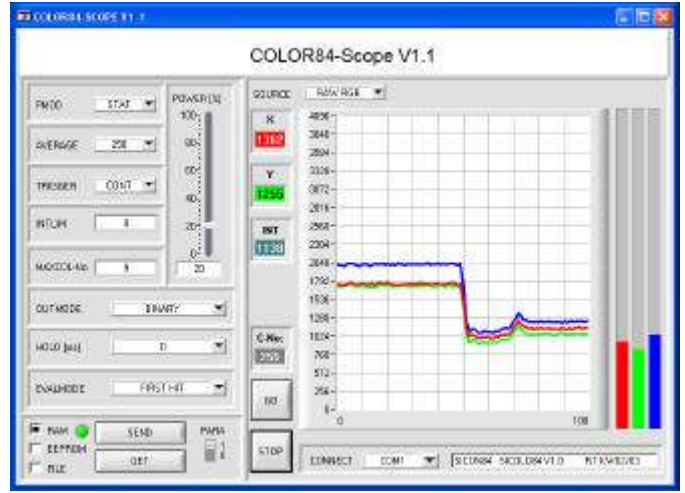 COLOR84-SCOPE V1.1
COLOR84-Scope V1.1
PMOD STAT
POWER [%]
100
80
60
40
20
0
20
AVERAGE 256
TRIGGER CONT
INTLIM 0
MAXCOL-No. 9
OUTMODE BINARY
HOLD [ms] 0
EVALMODE FIRST HIT
RAM
EEPROM
FILE
SEND
GET
PARA
SOURCE RAW RGB
X
Y
1255
INT
1138
C-No:
255
GO
STOP
4096
3840
3584
3328
3072
2816
2560
2304
2048
1792
1536
1280
1024
768
512
256
0
0 100
CONNECT COM1